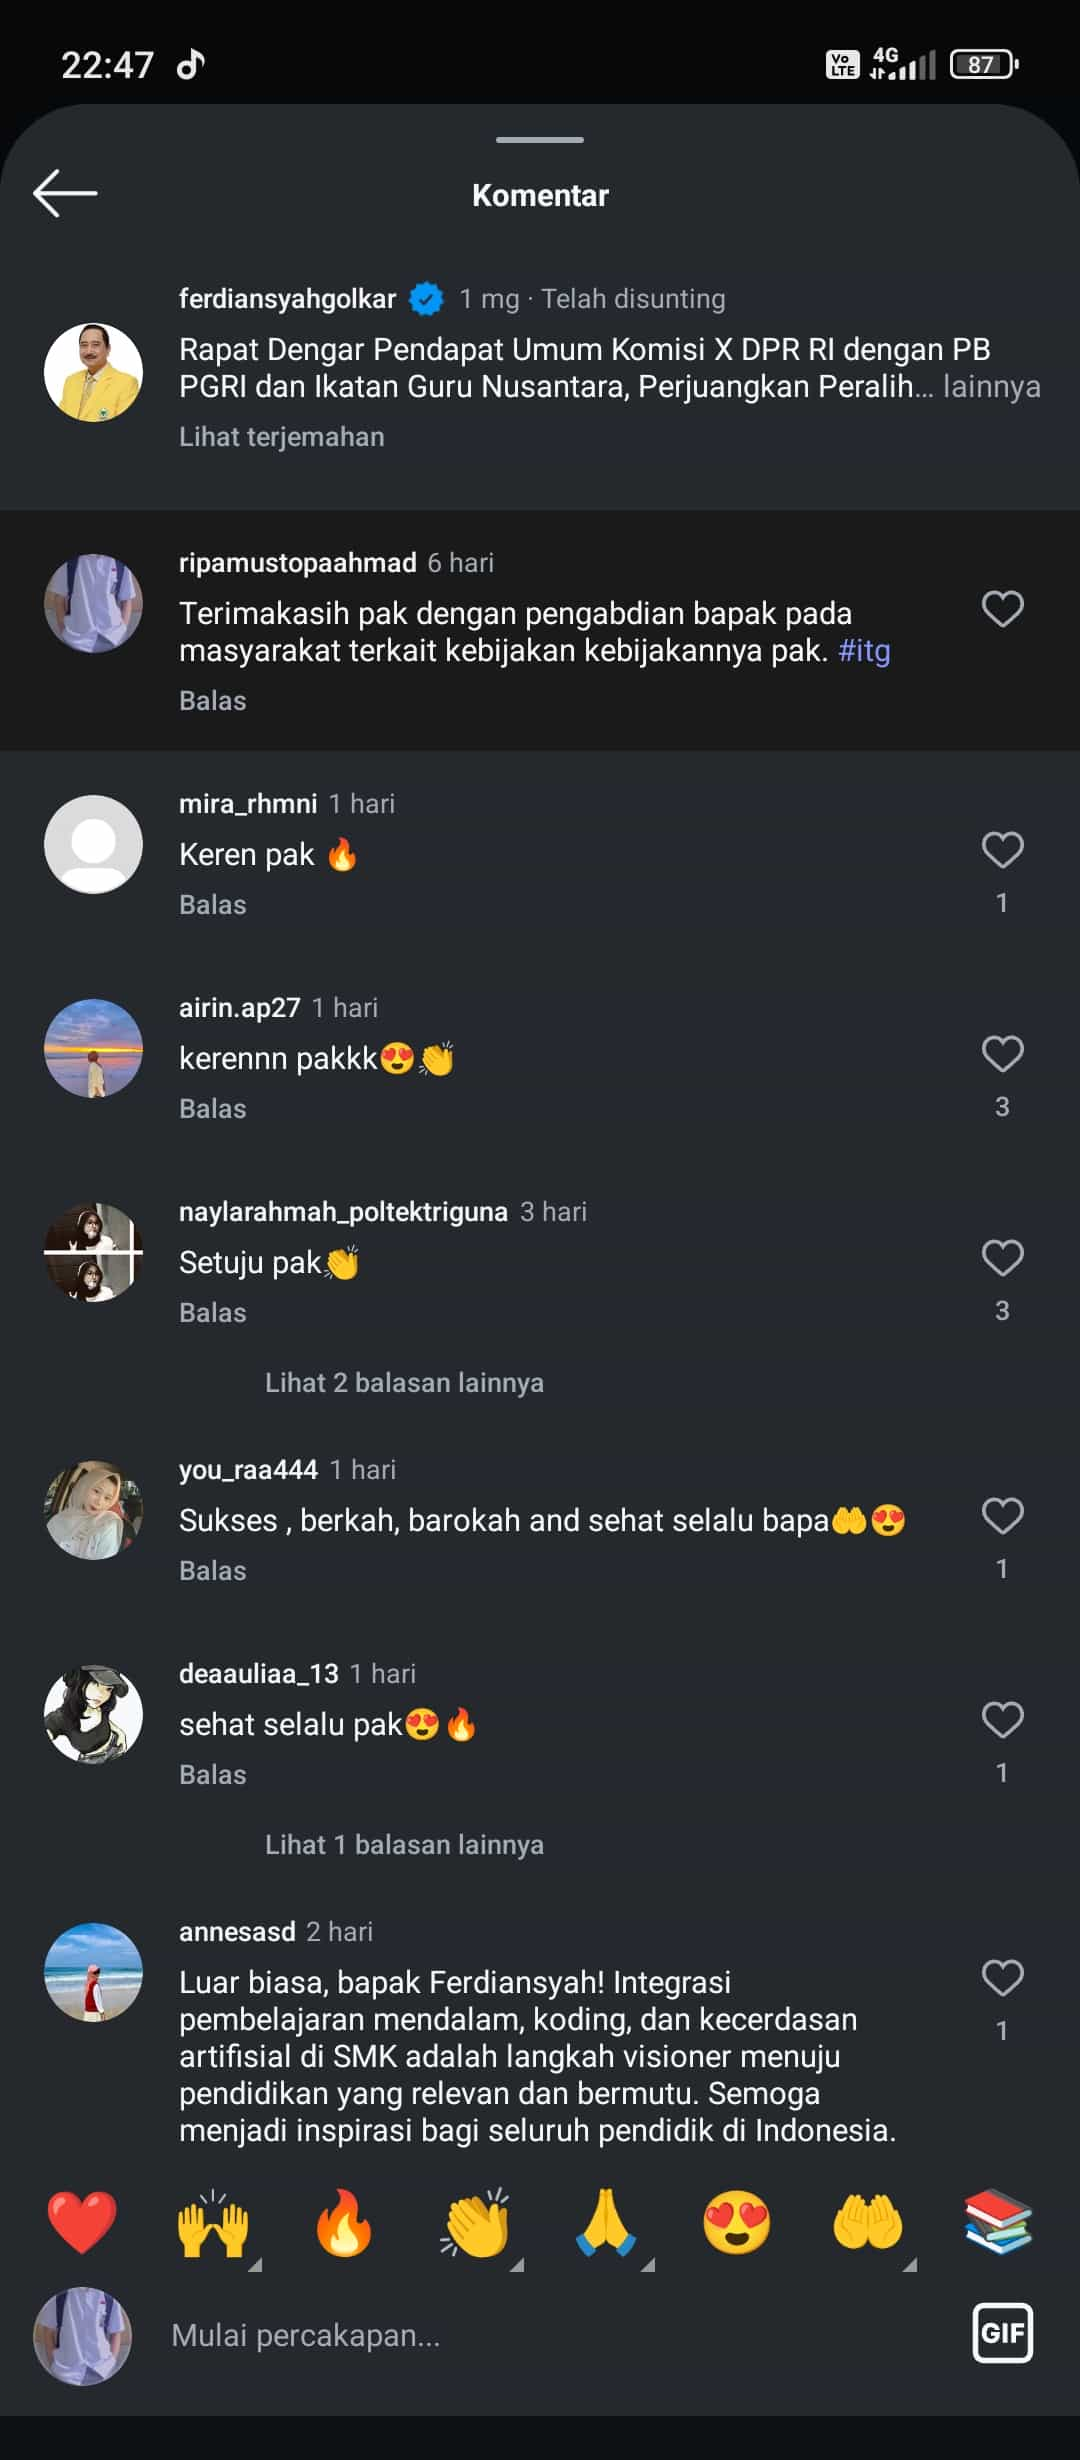 22:47
Vo LTE 4G 87
Komentar
ferdiansyahgolkar 1 mg · Telah disunting
Rapat Dengar Pendapat Umum Komisi X DPR RI dengan PB
PGRI dan Ikatan Guru Nusantara, Perjuangkan Peralih... lainnya
Lihat terjemahan
ripamustopaahmad 6 hari
Terimakasih pak dengan pengabdian bapak pada
masyarakat terkait kebijakan kebijakannya pak. #itg
Balas
mira_rhmni 1 hari
Keren pak 🔥
Balas
1
airin.ap27 1 hari
kerennn pakkk😍👏
Balas
3
naylarahmah_poltektriguna 3 hari
Setuju pak👏
Balas
3
Lihat 2 balasan lainnya
you_raa444 1 hari
Sukses , berkah, barokah and sehat selalu bapa🤲😍
Balas
1
deaauliaa_13 1 hari
sehat selalu pak😍🔥
Balas
1
Lihat 1 balasan lainnya
annesasd 2 hari
Luar biasa, bapak Ferdiansyah! Integrasi
pembelajaran mendalam, koding, dan kecerdasan
artifisial di SMK adalah langkah visioner menuju
pendidikan yang relevan dan bermutu. Semoga
menjadi inspirasi bagi seluruh pendidik di Indonesia.
1
Mulai percakapan...
GIF